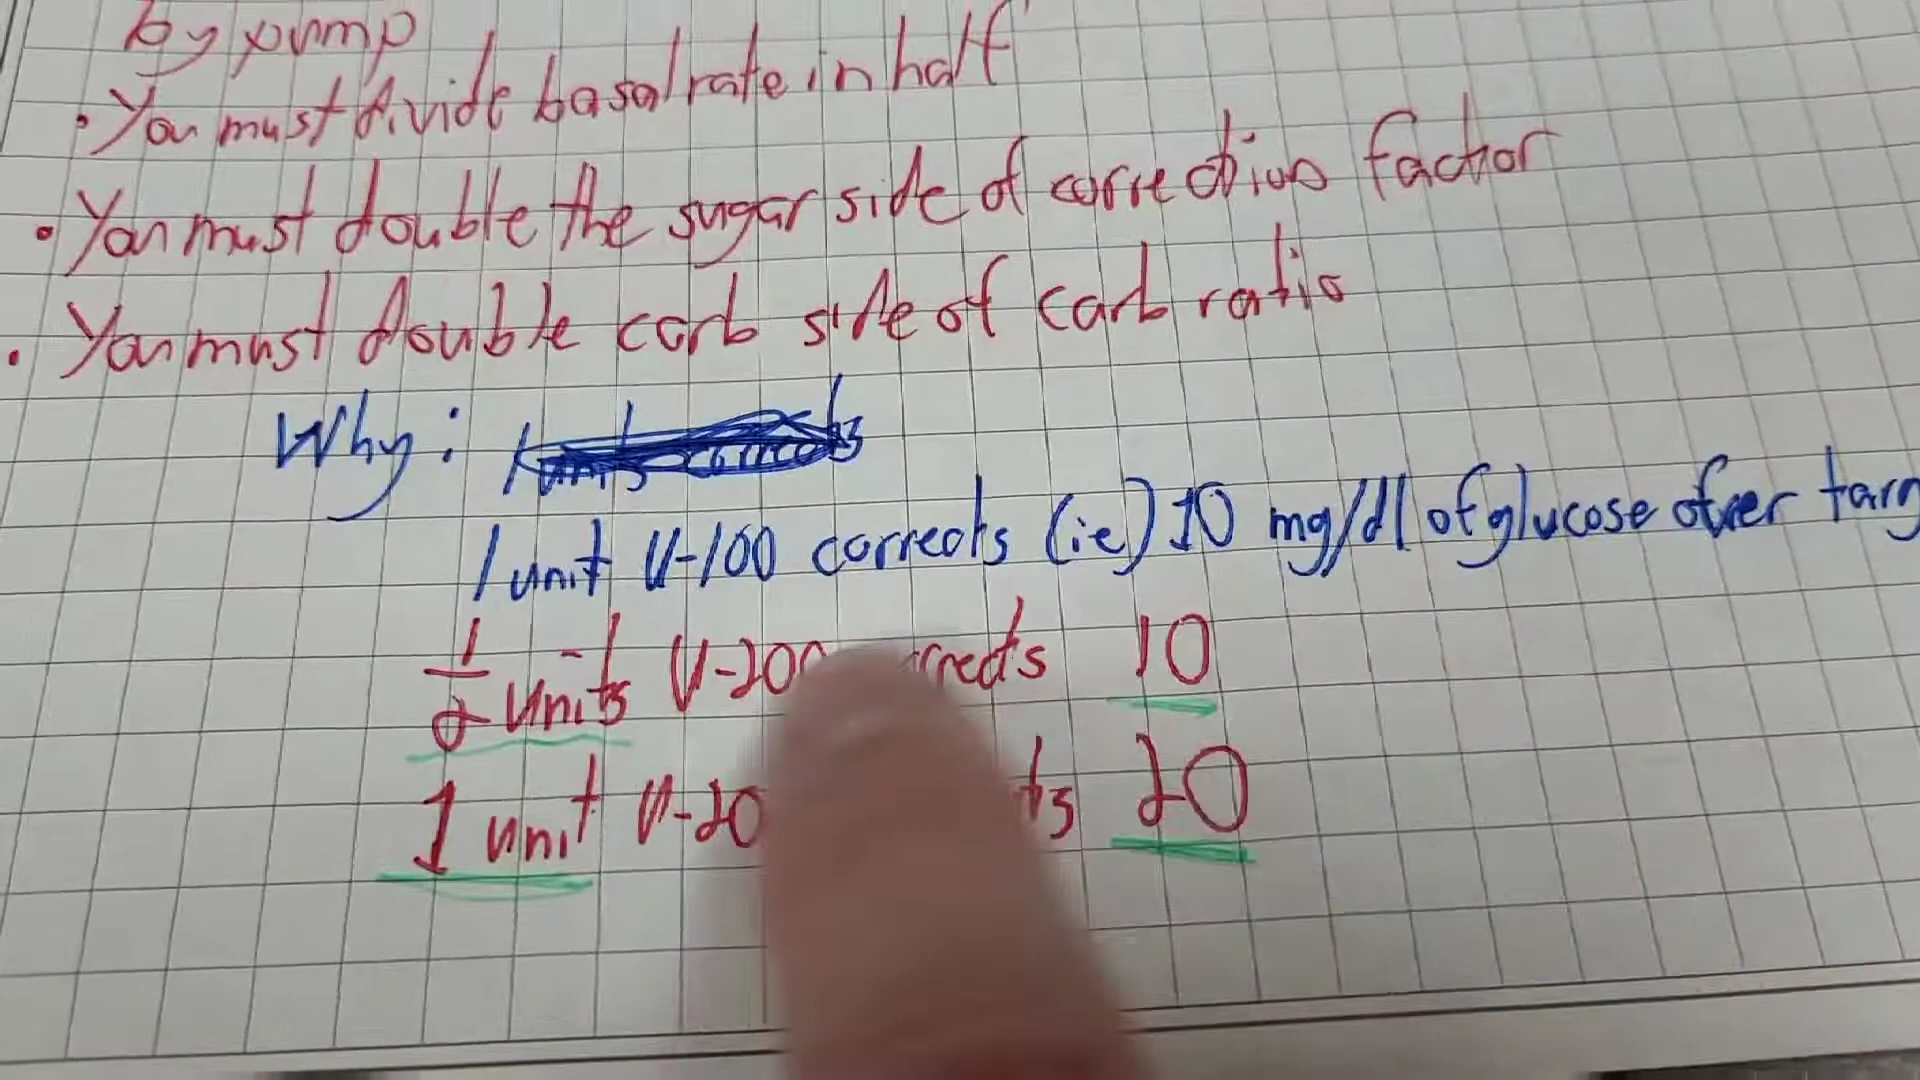 by pump
• You must divide basal rate in half
• You must double the sugar side of correction factor
• You must double carb side of carb ratio
Why:
1 unit U-100 corrects (ie) 10 mg/dl of glucose over targ
1/2 units U-200 corrects 10
1 unit U-20 ts 20